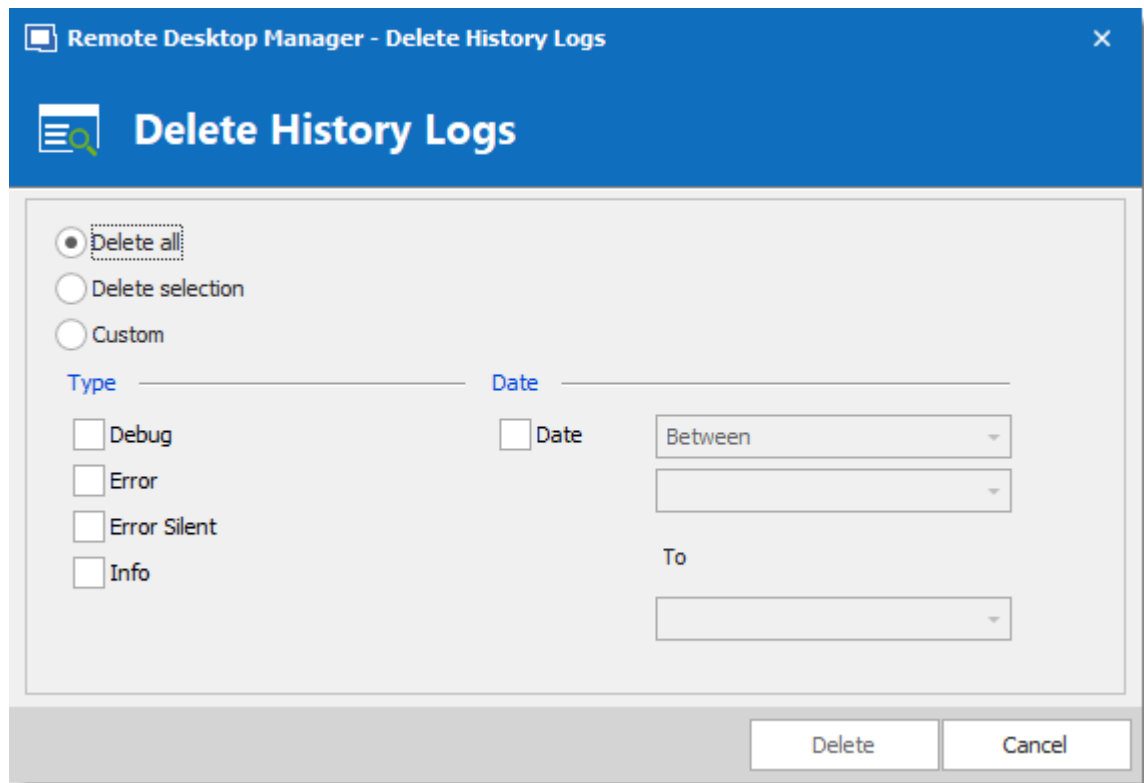 Remote Desktop Manager - Delete History Logs
Delete History Logs
Delete all
Delete selection
Custom
Type
Date
Debug
Date
Between
Error
Error Silent
Info
To
Delete
Cancel